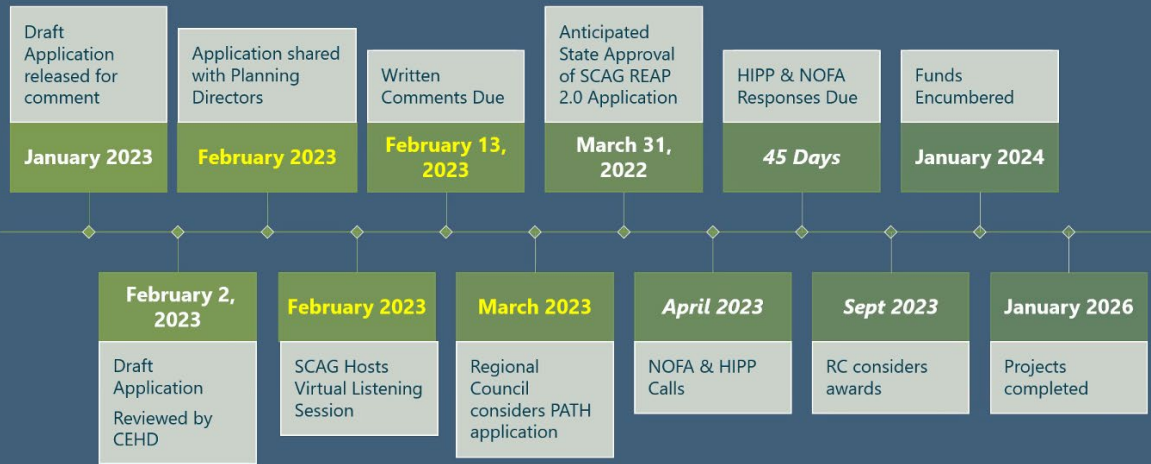 Draft
Application
released for
comment
January 2023
Application shared
with Planning
Directors
February 2023
Written
Comments Due
February 13,
2023
Anticipated
State Approval
of SCAG REAP
2.0 Application
March 31,
2022
HIPP & NOFA
Responses Due
45 Days
Funds
Encumbered
January 2024
February 2,
2023
Draft
Application
Reviewed by
CEHD
February 2023
SCAG Hosts
Virtual Listening
Session
March 2023
Regional
Council
considers PATH
application
April 2023
NOFA & HIPP
Calls
Sept 2023
RC considers
awards
January 2026
Projects
completed